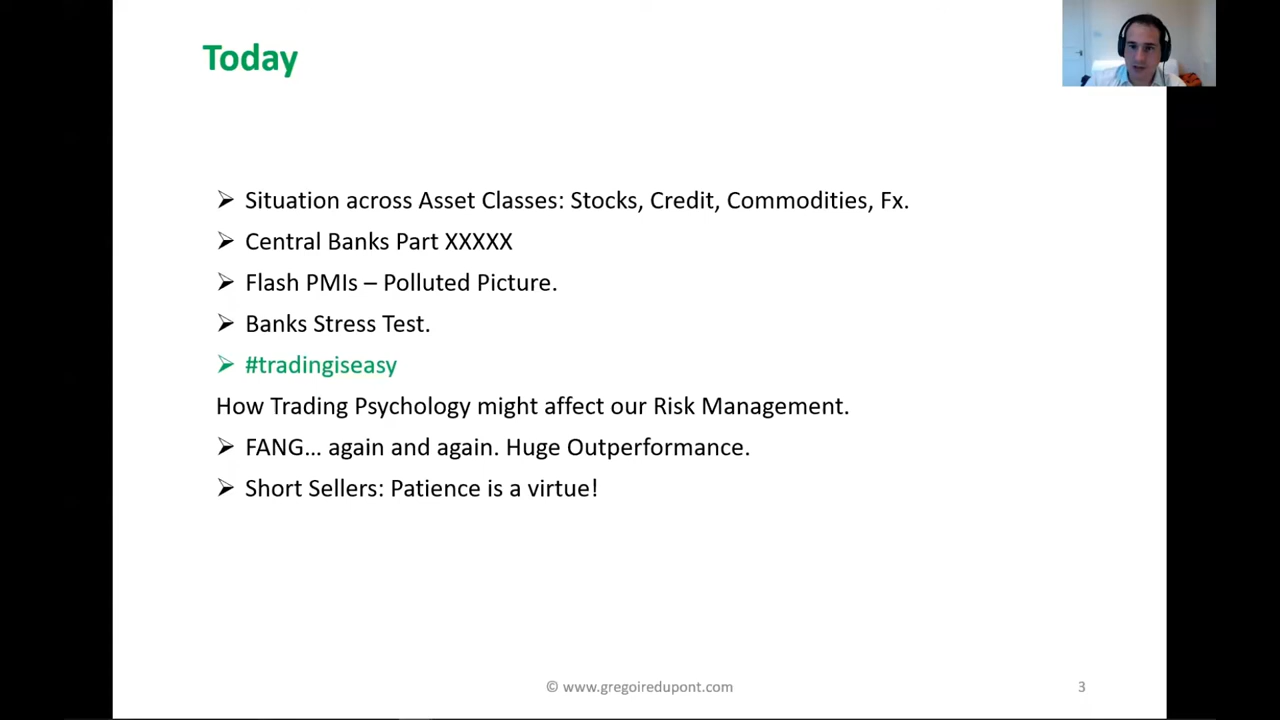 Today
➢ Situation across Asset Classes: Stocks, Credit, Commodities, Fx.
➢ Central Banks Part XXXXX
➢ Flash PMIs – Polluted Picture.
➢ Banks Stress Test.
➢ #tradingiseasy
How Trading Psychology might affect our Risk Management.
➢ FANG… again and again. Huge Outperformance.
➢ Short Sellers: Patience is a virtue!
© www.gregoiredupont.com
3